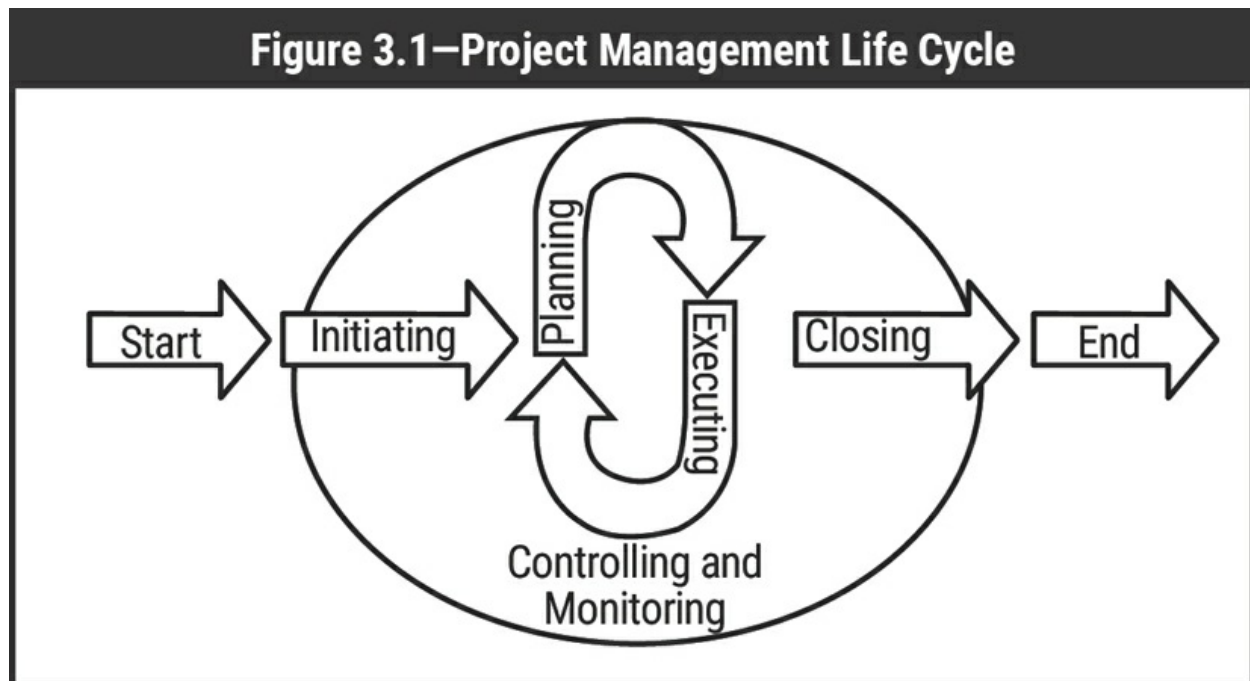 Figure 3.1—Project Management Life Cycle
Start
Initiating
Planning
Executing
Closing
End
Controlling and
Monitoring